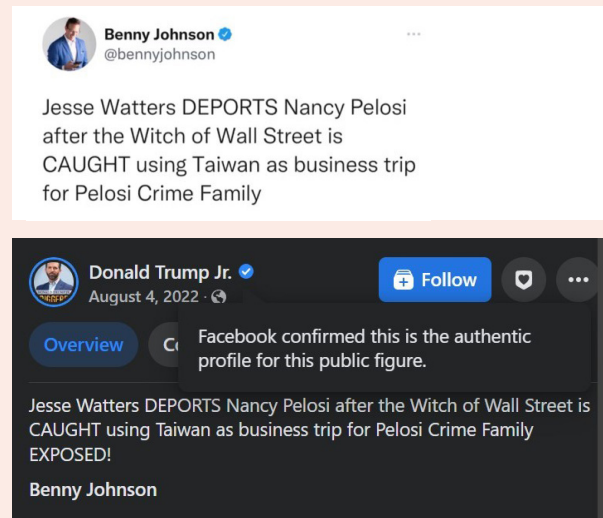 Benny Johnson
@bennyjohnson
Jesse Watters DEPORTS Nancy Pelosi
after the Witch of Wall Street is
CAUGHT using Taiwan as business trip
for Pelosi Crime Family
Donald Trump Jr.
August 4, 2022 ·
Follow
Overview
Facebook confirmed this is the authentic
profile for this public figure.
Jesse Watters DEPORTS Nancy Pelosi after the Witch of Wall Street is
CAUGHT using Taiwan as business trip for Pelosi Crime Family
EXPOSED!
Benny Johnson